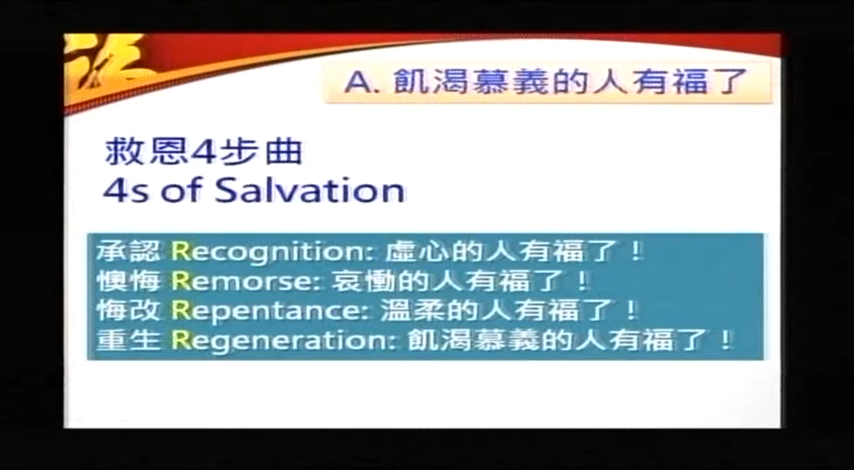 A. 飢渴慕義的人有福了
救恩4步曲
4s of Salvation
承認 Recognition: 虛心的人有福了！
懊悔 Remorse: 哀慟的人有福了！
悔改 Repentance: 溫柔的人有福了！
重生 Regeneration: 飢渴慕義的人有福了！